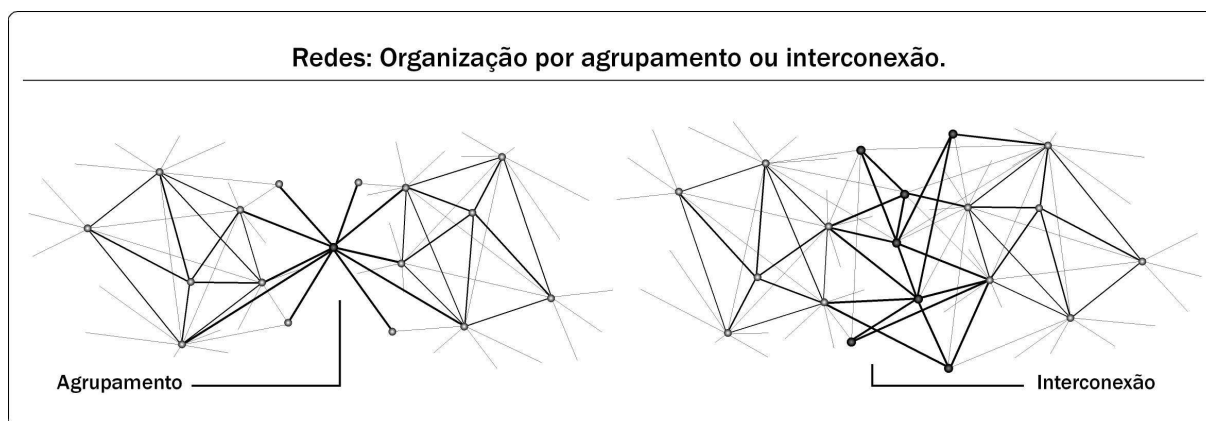 Redes: Organização por agrupamento ou interconexão.
Agrupamento
Interconexão